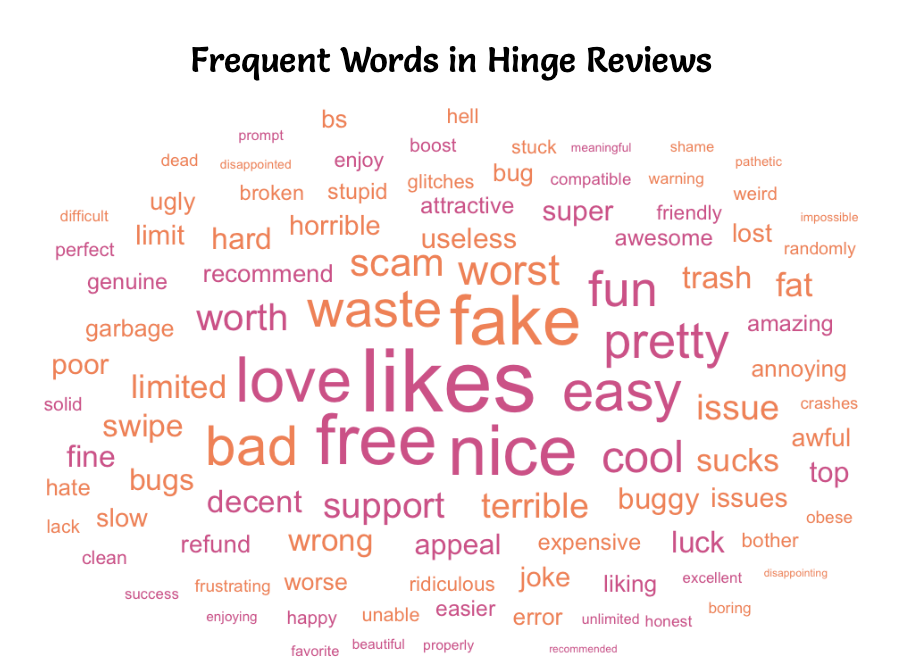 Frequent Words in Hinge Reviews
bs
hell
prompt
boost
stuck
meaningful
shame
dead
disappointed
enjoy
glitches
bug
compatible
warning
pathetic
ugly
broken
stupid
attractive
super
friendly
weird
difficult
limit
hard
horrible
useless
awesome
lost
impossible
perfect
genuine
recommend
scam
worst
fun
trash
fat
randomly
garbage
worth
waste
fake
pretty
amazing
poor
limited
love
likes
easy
issue
annoying
solid
swipe
bad
free
nice
cool
sucks
crashes
awful
fine
hate
bugs
decent
support
terrible
buggy
issues
top
lack
slow
refund
wrong
appeal
expensive
luck
bother
obese
clean
success
frustrating
worse
ridiculous
joke
liking
excellent
disappointing
enjoying
happy
unable
easier
error
unlimited
honest
boring
favorite
beautiful
properly
recommended